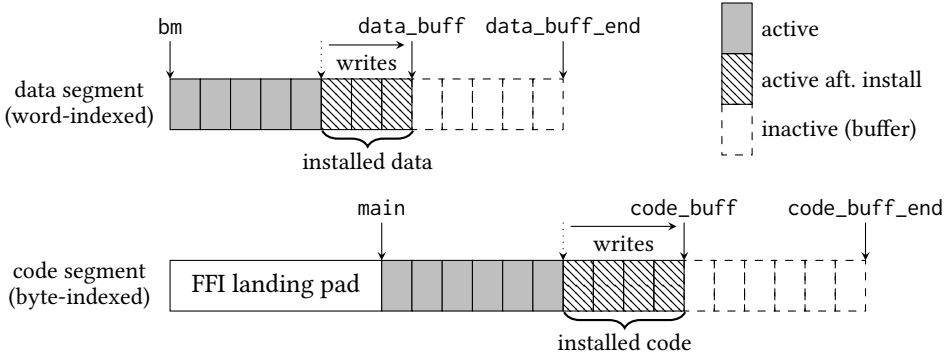 bm
data_buff
data_buff_end
writes
data segment
(word-indexed)
installed data
active
active aft. install
inactive (buffer)
main
code_buff
code_buff_end
writes
code segment
(byte-indexed)
FFI landing pad
installed code